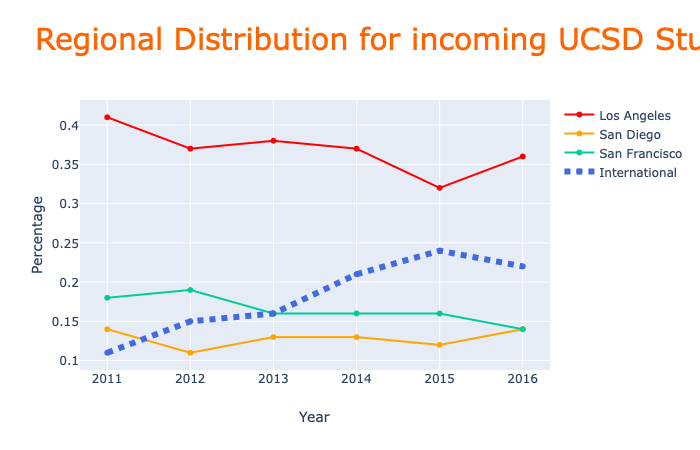 Regional Distribution for incoming UCSD Stu
Los Angeles
San Diego
San Francisco
International
Percentage
0.4
0.35
0.3
0.25
0.2
0.15
0.1
2011 2012 2013 2014 2015 2016
Year